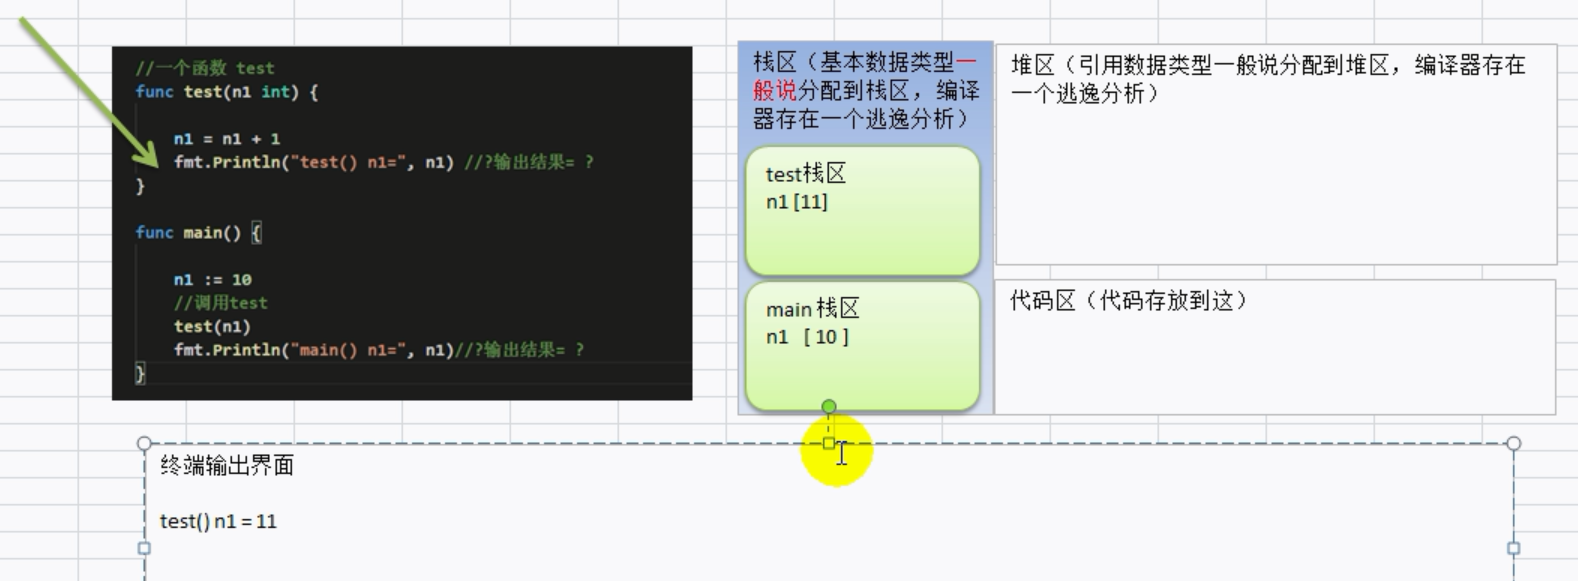 //一个函数 test
func test(n1 int) {
n1 = n1 + 1
fmt.Println("test() n1=", n1) //?输出结果= ?
}
func main() {
n1 := 10
//调用test
test(n1)
fmt.Println("main() n1=", n1)//?输出结果= ?
}
栈区（基本数据类型一
般说分配到栈区，编译
器存在一个逃逸分析）
test栈区
n1 [11]
main 栈区
n1 [ 10 ]
堆区（引用数据类型一般说分配到堆区，编译器存在
一个逃逸分析）
代码区（代码存放到这）
终端输出界面
test() n1 = 11